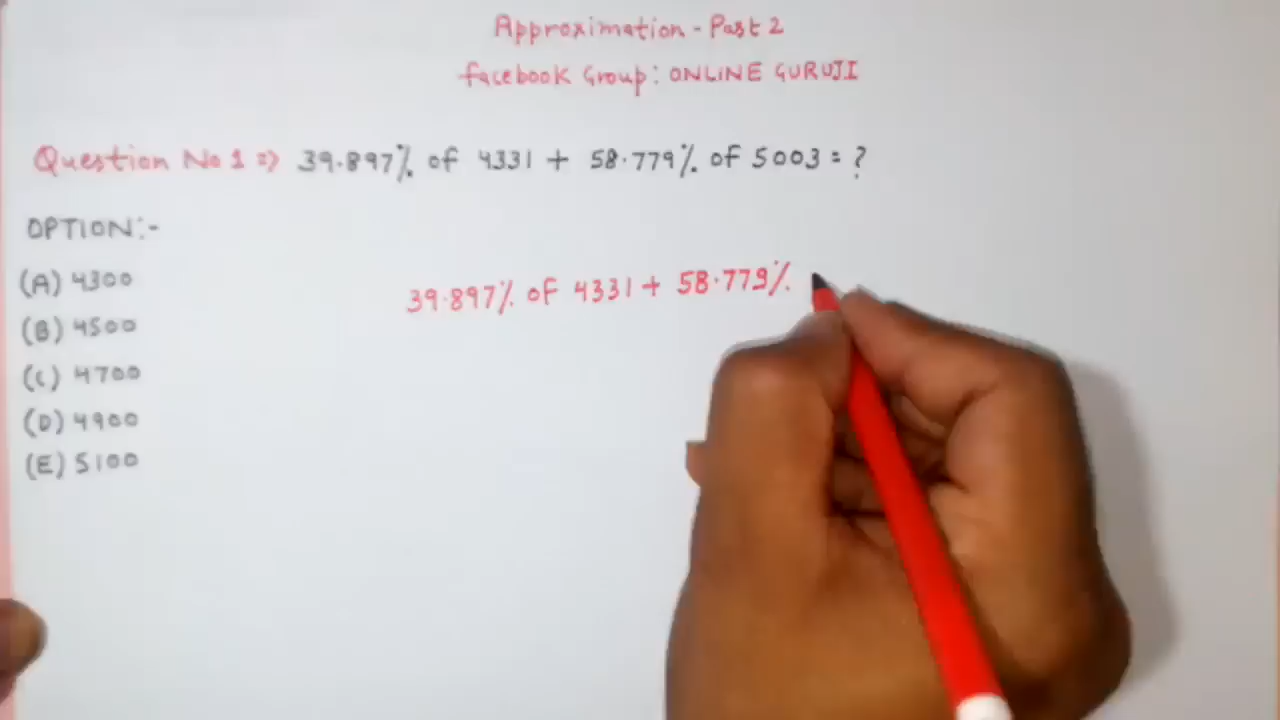 Approximation - Part 2
facebook Group: ONLINE GURUJI
Question No 1 => 39.897% of 4331 + 58.779% of 5003 = ?
OPTION:-
(A) 4300
(B) 4500
(C) 4700
(D) 4900
(E) 5100
39.897% of 4331 + 58.779%